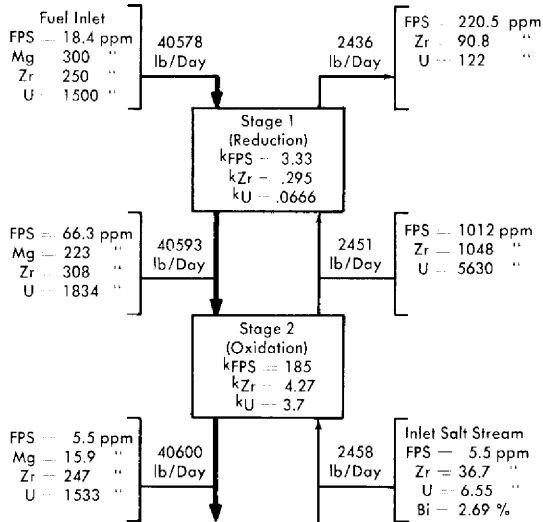 Fuel Inlet
FPS = 18.4 ppm
Mg 300 "
Zr 250 "
U 1500 "
40578
lb/Day
2436
lb/Day
FPS = 220.5 ppm
Zr - 90.8 "
U - 122 "
Stage 1
(Reduction)
kFPS = 3.33
kZr = .295
kU = .0666
FPS = 66.3 ppm
Mg = 223 "
Zr = 308 "
U = 1834 "
40593
lb/Day
2451
lb/Day
FPS = 1012 ppm
Zr = 1048 "
U = 5630 "
Stage 2
(Oxidation)
kFPS = 185
kZr = 4.27
kU = 3.7
FPS = 5.5 ppm
Mg = 15.9 "
Zr = 247 "
U = 1533 "
40600
lb/Day
2458
lb/Day
Inlet Salt Stream
FPS = 5.5 ppm
Zr = 36.7 "
U = 6.55 "
Bi = 2.69 %